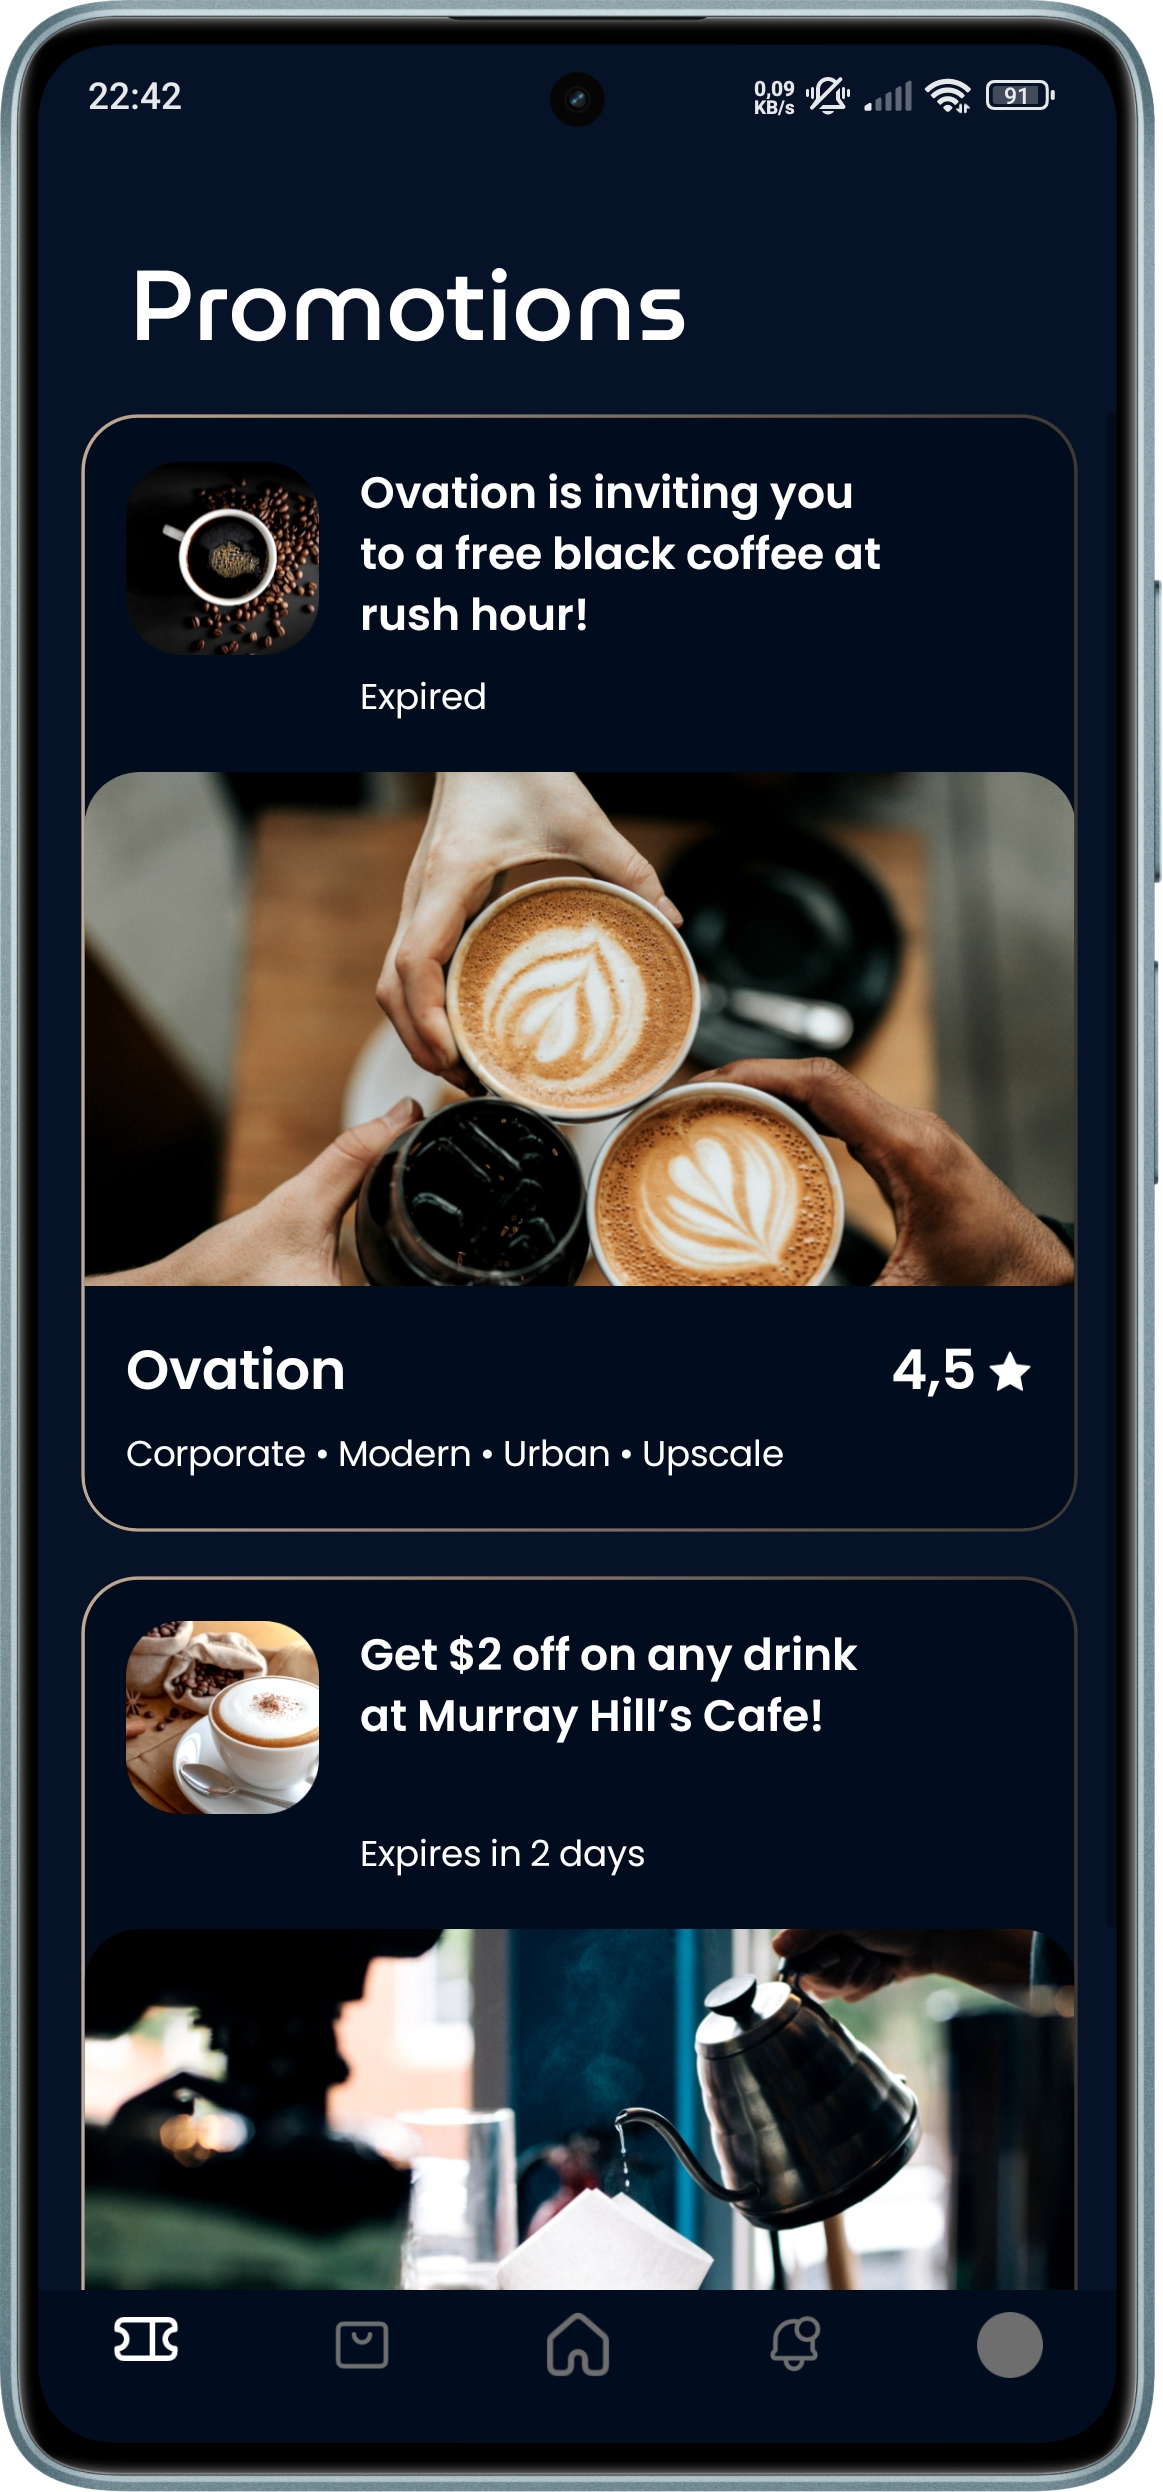 22:42
0,09
KB/s
91
Promotions
Ovation is inviting you
to a free black coffee at
rush hour!
Expired
Ovation
4,5
Corporate • Modern • Urban • Upscale
Get $2 off on any drink
at Murray Hill’s Cafe!
Expires in 2 days